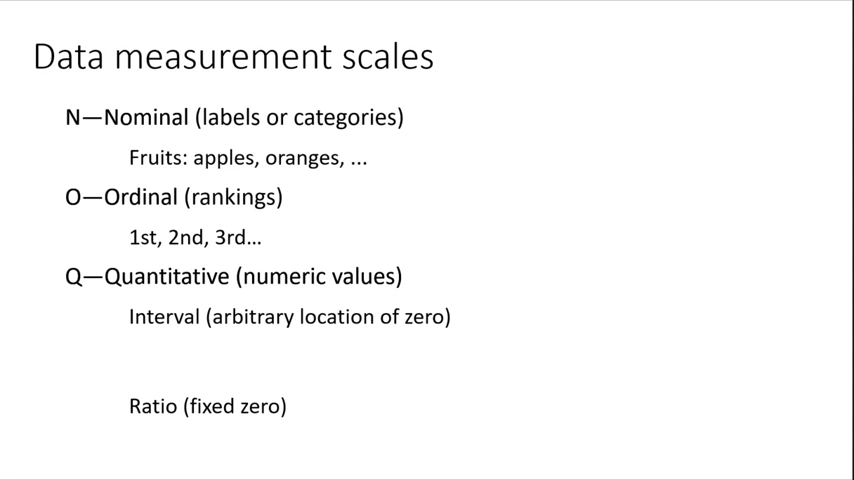 Data measurement scales
N—Nominal (labels or categories)
Fruits: apples, oranges, ...
O—Ordinal (rankings)
1st, 2nd, 3rd...
Q—Quantitative (numeric values)
Interval (arbitrary location of zero)
Ratio (fixed zero)